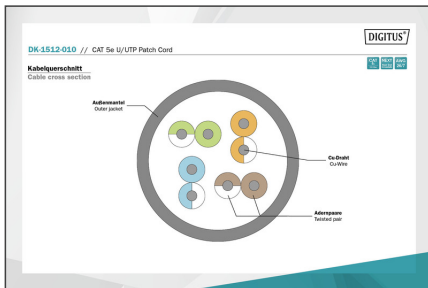 DIGITUS®
DK-1512-010 // CAT 5e U/UTP Patch Cord
Kabelquerschnitt
Cable cross section
Außenmantel
Outer jacket
Cu-Draht
Cu-Wire
Adernpaare
Twisted pair